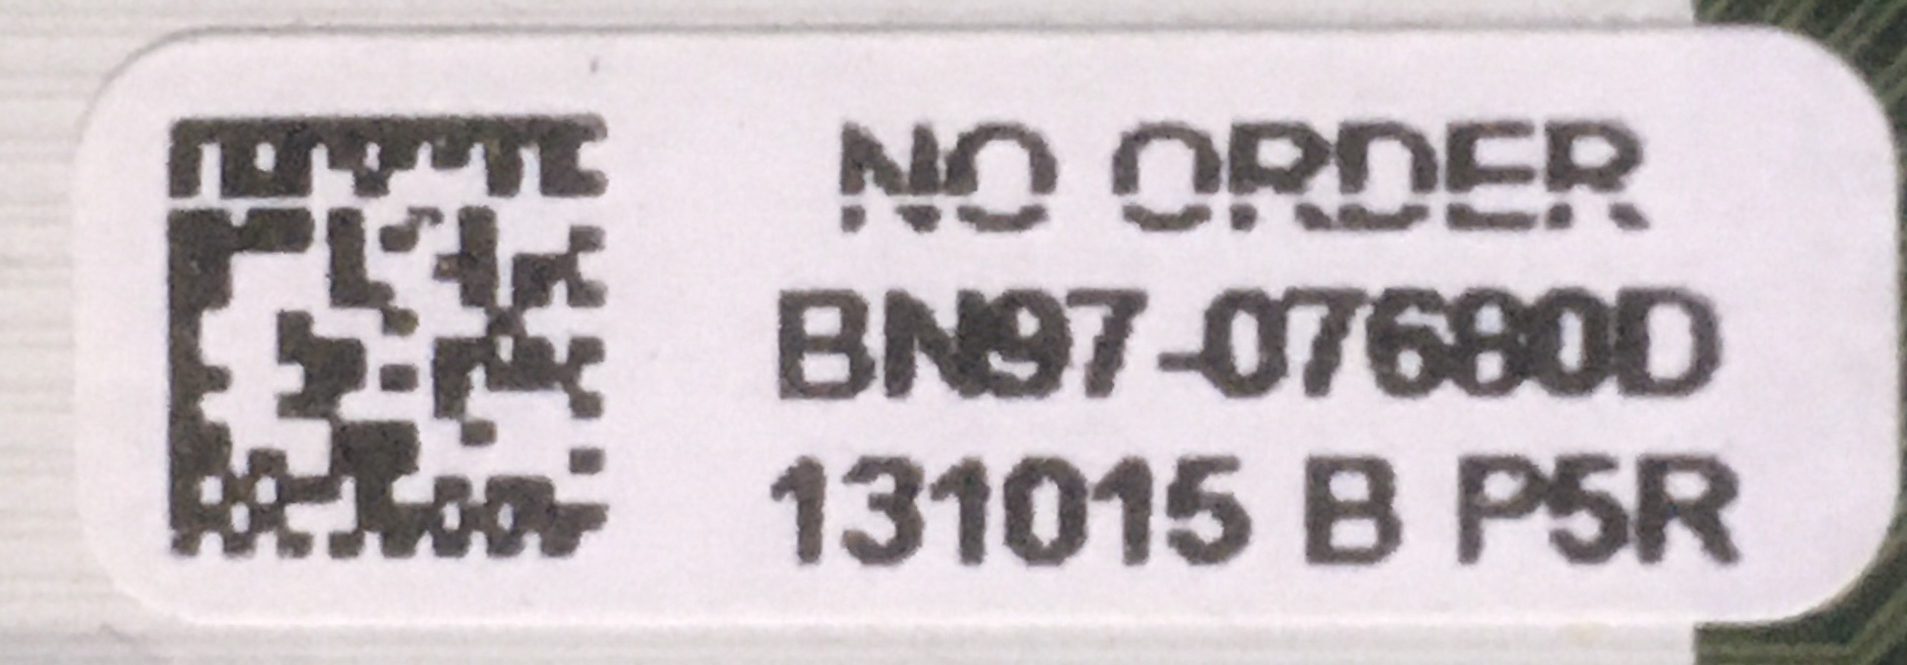 NO ORDER
BN97-07680D
131015 B P5R